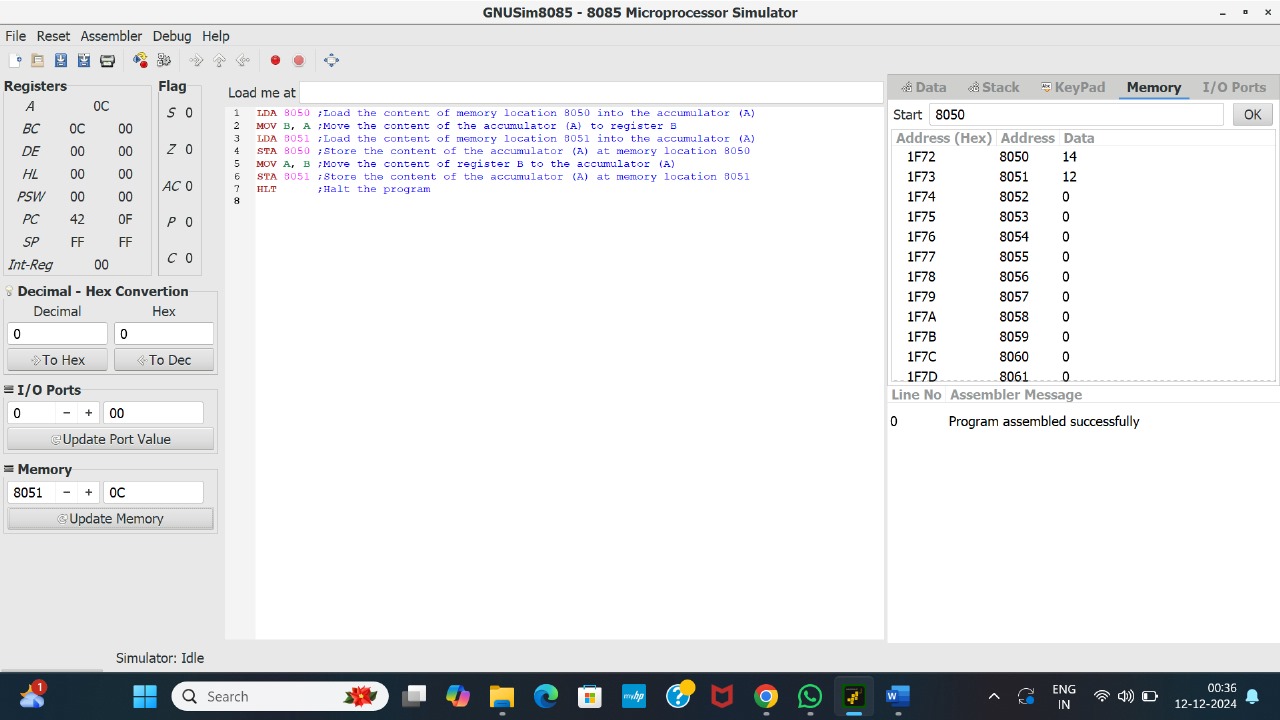 GNUSim8085 - 8085 Microprocessor Simulator
File Reset Assembler Debug Help
Registers
A 0C
BC 0C 00
DE 00 00
HL 00 00
PSW 00 00
PC 42 0F
SP FF FF
Int-Reg 00
Flag
S 0
Z 0
AC 0
P 0
C 0
Decimal - Hex Convertion
Decimal Hex
0 0
To Hex To Dec
I/O Ports
0 − + 00
Update Port Value
Memory
8051 − + 0C
Update Memory
Load me at
1 LDA 8050 ;Load the content of memory location 8050 into the accumulator (A)
2 MOV B, A ;Move the content of the accumulator (A) to register B
3 LDA 8051 ;Load the content of memory location 8051 into the accumulator (A)
4 STA 8050 ;Store the content of the accumulator (A) at memory location 8050
5 MOV A, B ;Move the content of register B to the accumulator (A)
6 STA 8051 ;Store the content of the accumulator (A) at memory location 8051
7 HLT ;Halt the program
8
Data Stack KeyPad Memory I/O Ports
Start 8050 OK
Address (Hex) Address Data
1F72 8050 14
1F73 8051 12
1F74 8052 0
1F75 8053 0
1F76 8054 0
1F77 8055 0
1F78 8056 0
1F79 8057 0
1F7A 8058 0
1F7B 8059 0
1F7C 8060 0
1F7D 8061 0
Line No Assembler Message
0 Program assembled successfully
Simulator: Idle
1
Search
myhp
W
ENG
IN
00:36
12-12-2024